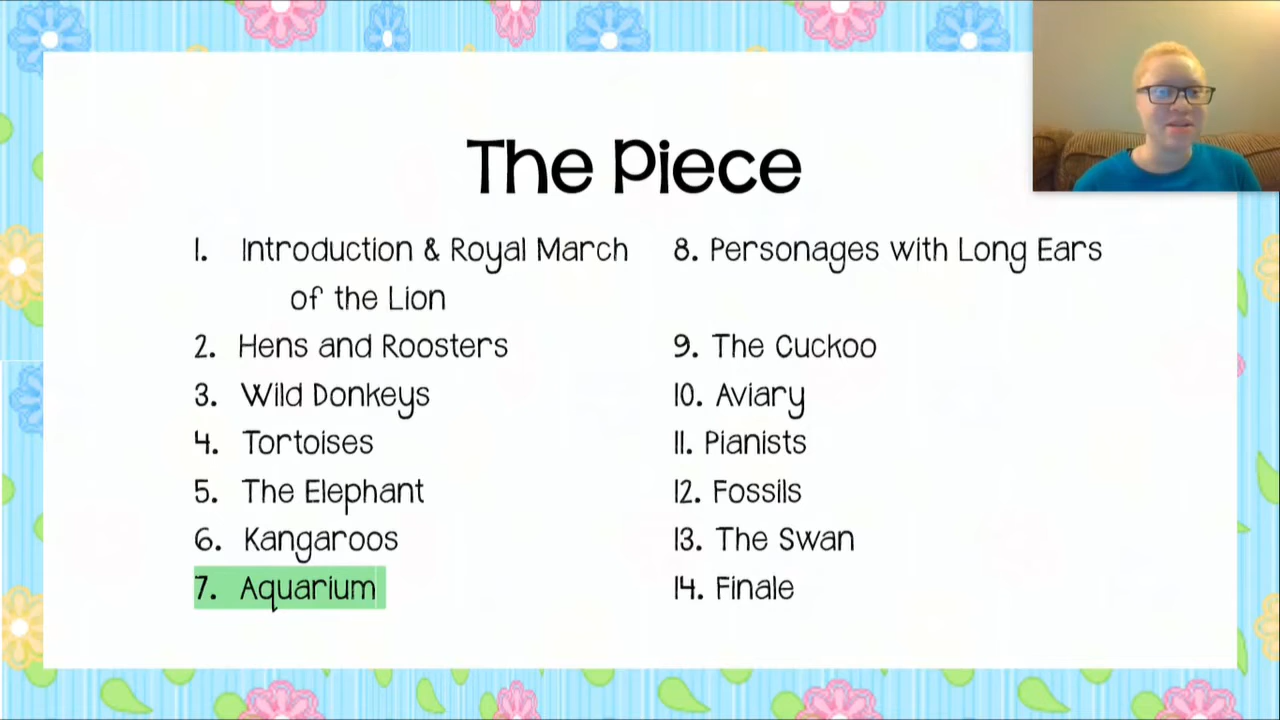 The Piece
1. Introduction & Royal March
of the Lion
2. Hens and Roosters
3. Wild Donkeys
4. Tortoises
5. The Elephant
6. Kangaroos
7. Aquarium
8. Personages with Long Ears
9. The Cuckoo
10. Aviary
11. Pianists
12. Fossils
13. The Swan
14. Finale